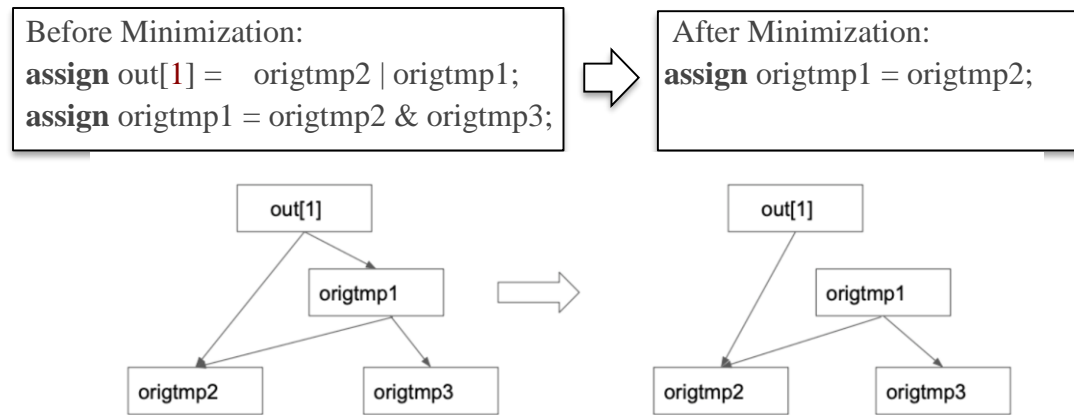 Before Minimization:
assign out[1] = origtmp2 | origtmp1;
assign origtmp1 = origtmp2 & origtmp3;
After Minimization:
assign origtmp1 = origtmp2;
out[1]
origtmp1
origtmp2
origtmp3
out[1]
origtmp1
origtmp2
origtmp3